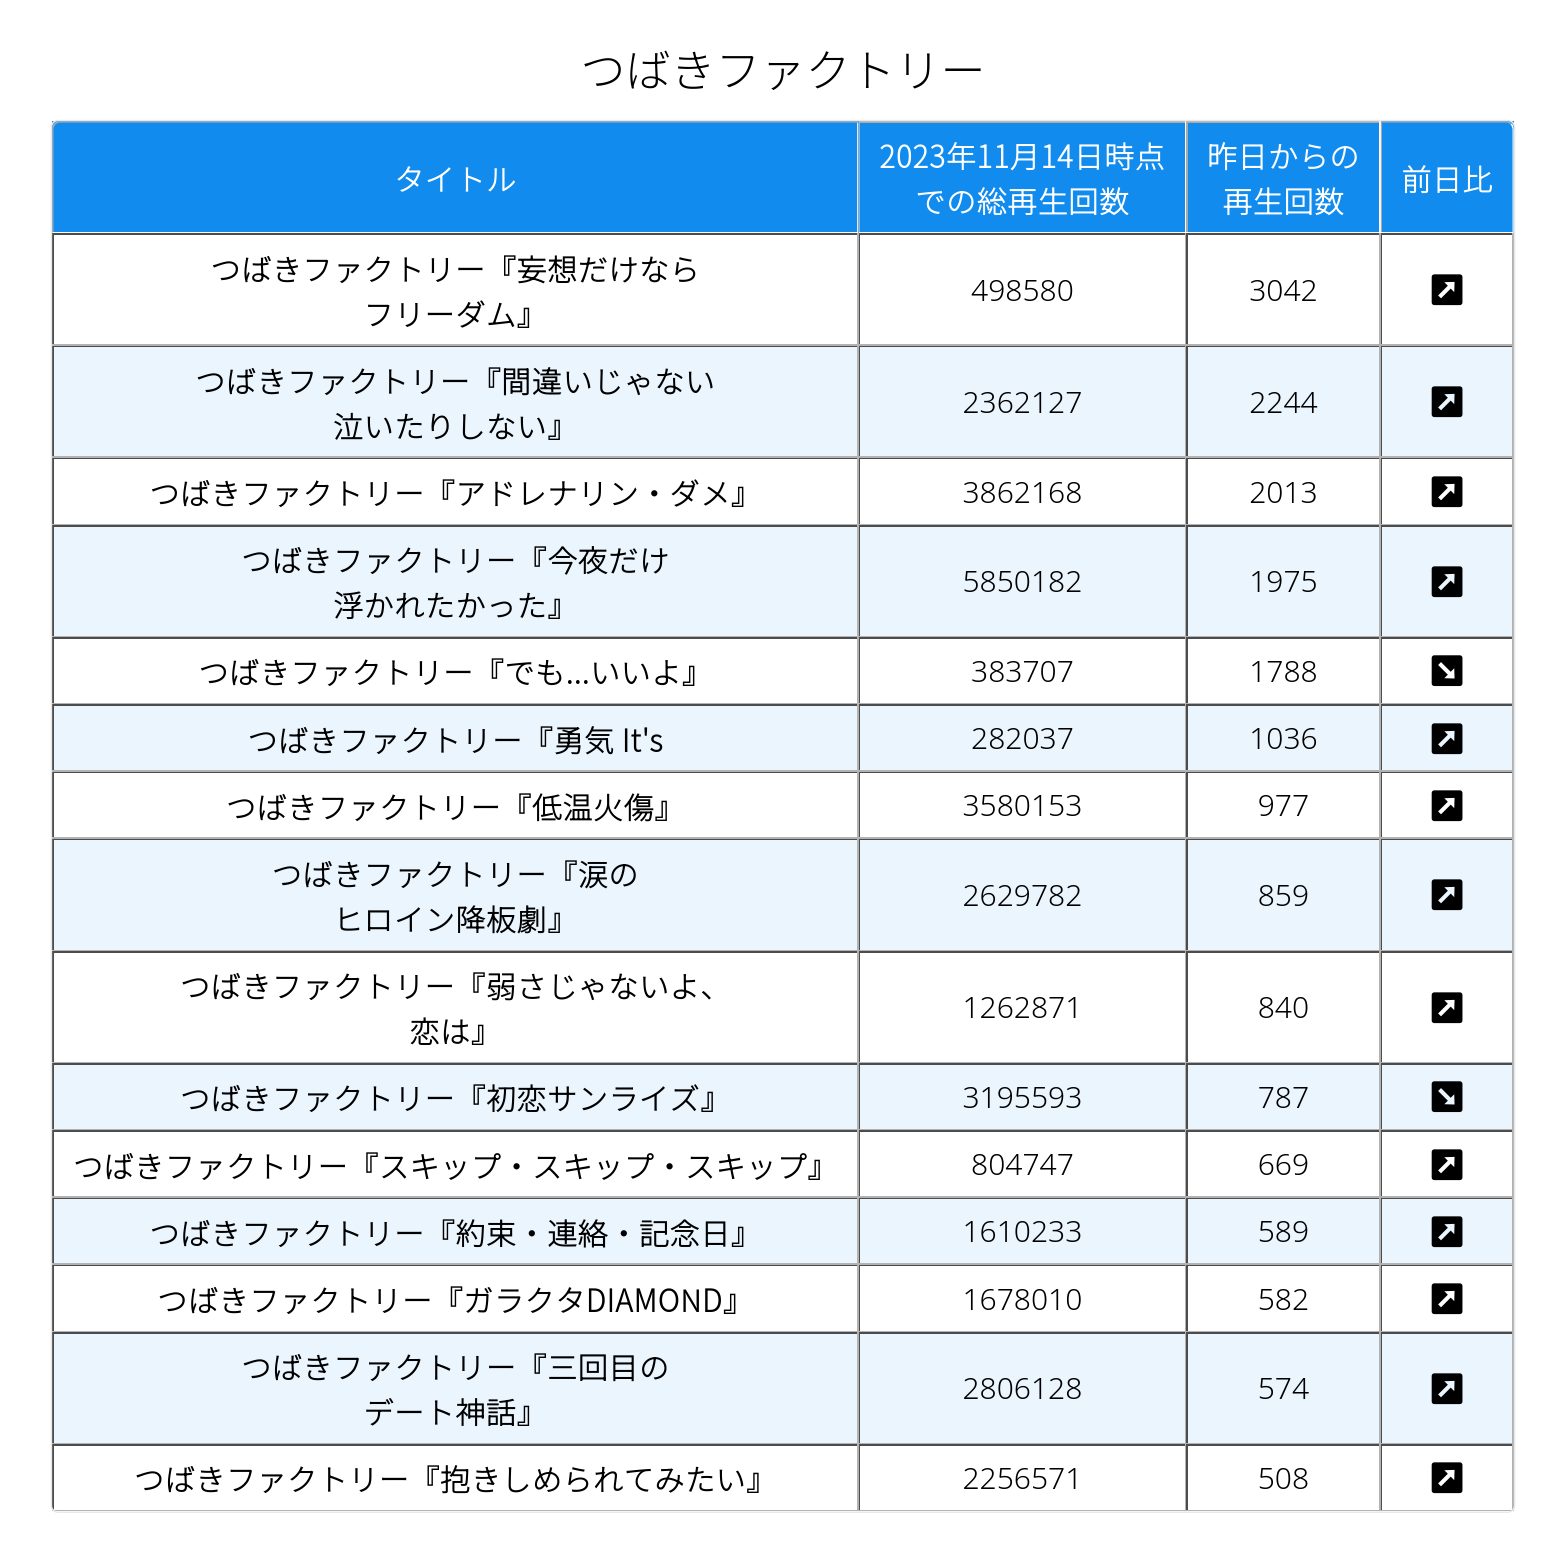 つばきファクトリー
タイトル
2023年11月14日時点
での総再生回数
昨日からの
再生回数
前日比
つばきファクトリー『妄想だけなら
フリーダム』
498580
3042
つばきファクトリー『間違いじゃない
泣いたりしない』
2362127
2244
つばきファクトリー『アドレナリン・ダメ』
3862168
2013
つばきファクトリー『今夜だけ
浮かれたかった』
5850182
1975
つばきファクトリー『でも...いいよ』
383707
1788
つばきファクトリー『勇気 It's
282037
1036
つばきファクトリー『低温火傷』
3580153
977
つばきファクトリー『涙の
ヒロイン降板劇』
2629782
859
つばきファクトリー『弱さじゃないよ、
恋は』
1262871
840
つばきファクトリー『初恋サンライズ』
3195593
787
つばきファクトリー『スキップ・スキップ・スキップ』
804747
669
つばきファクトリー『約束・連絡・記念日』
1610233
589
つばきファクトリー『ガラクタDIAMOND』
1678010
582
つばきファクトリー『三回目の
デート神話』
2806128
574
つばきファクトリー『抱きしめられてみたい』
2256571
508